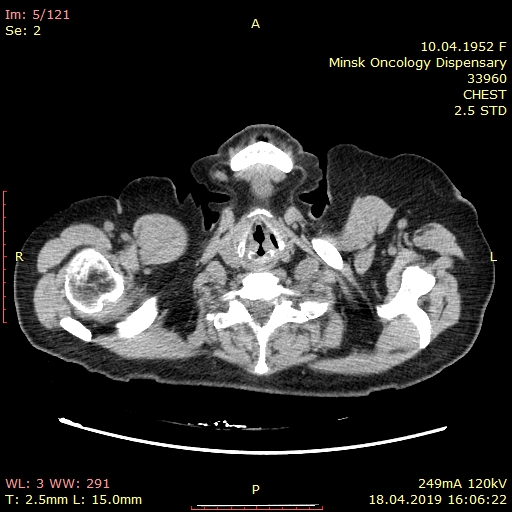 Im: 5/121
Se: 2
A
10.04.1952 F
Minsk Oncology Dispensary
33960
CHEST
2.5 STD
R
L
WL: 3 WW: 291
T: 2.5mm L: 15.0mm
P
249mA 120kV
18.04.2019 16:06:22